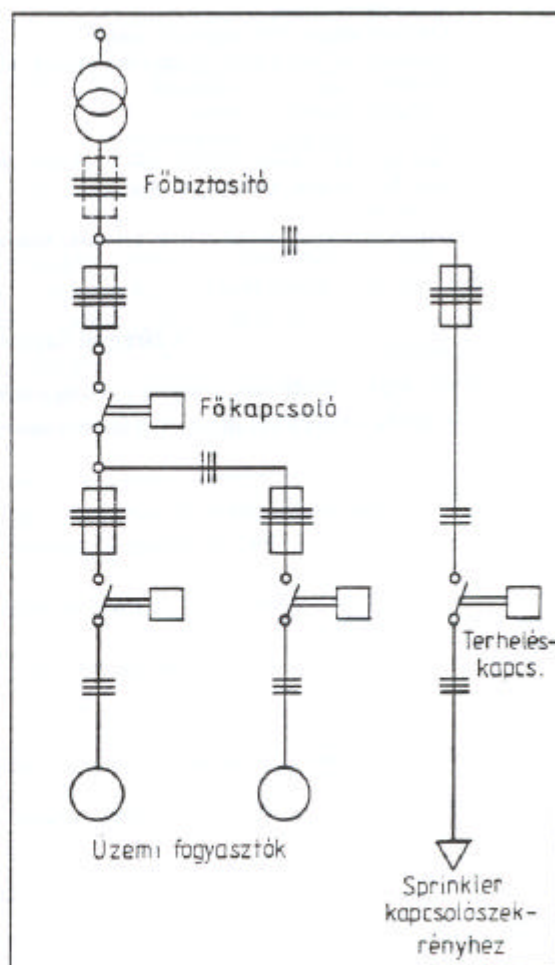 Főbiztosító
Főkapcsoló
Terhelés-
kapcs.
Üzemi fogyasztók
Sprinkler
kapcsolószek-
rényhez